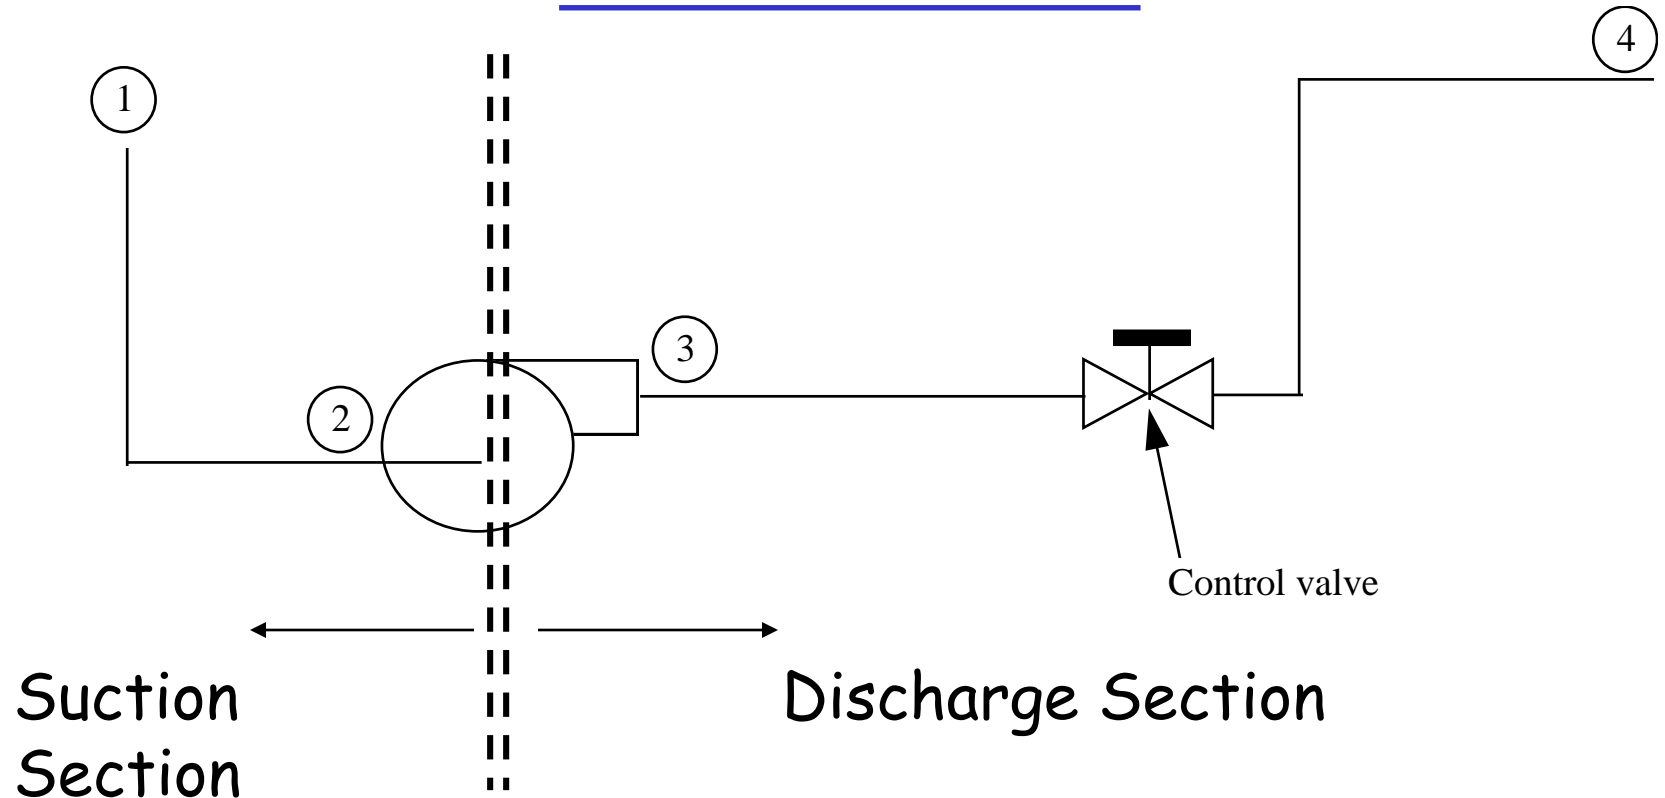 4
1
3
2
Control valve
Suction
Section
Discharge Section